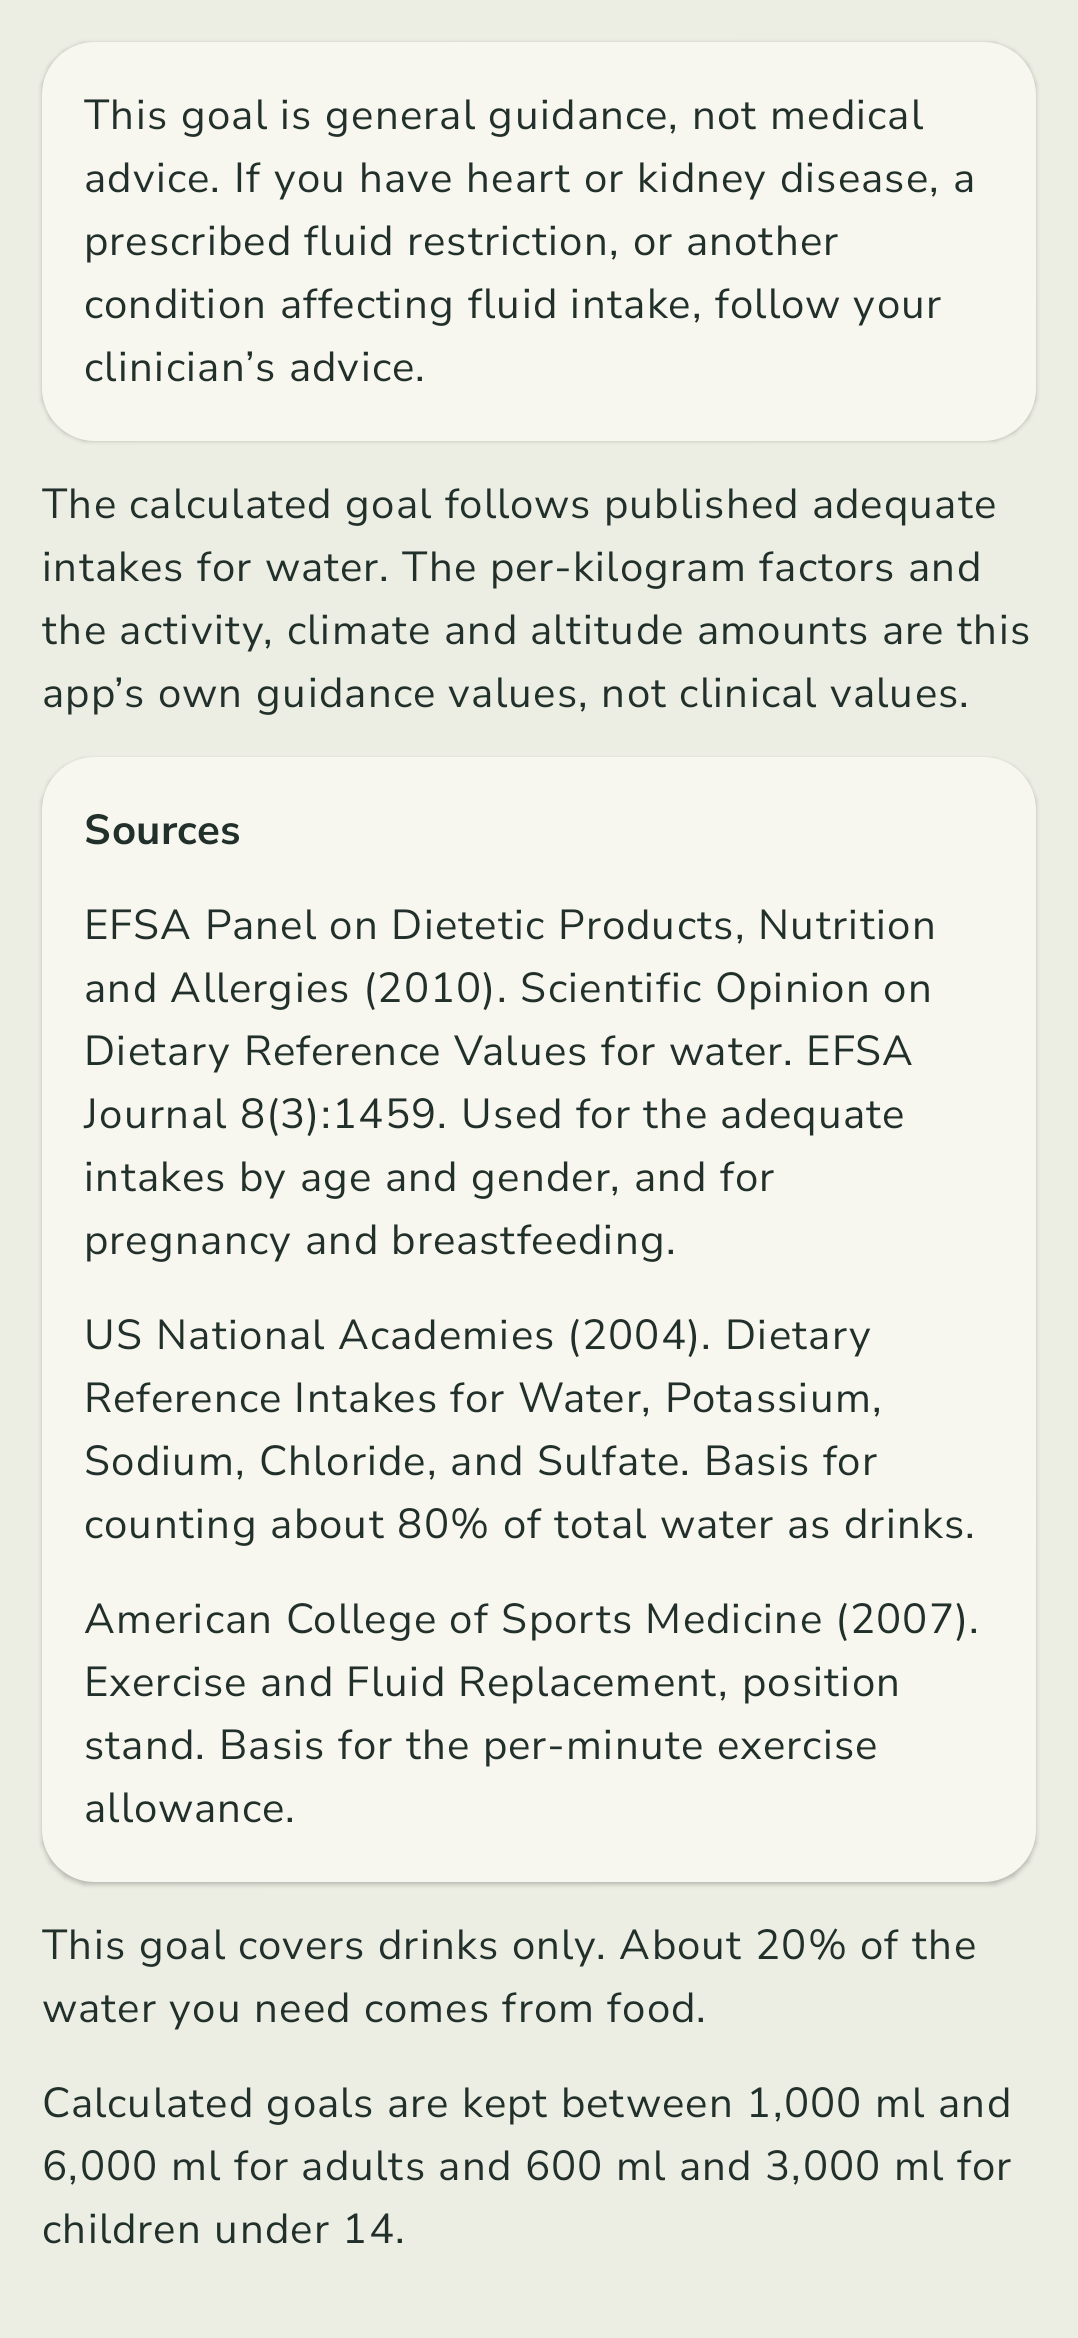 This goal is general guidance, not medical
advice. If you have heart or kidney disease, a
prescribed fluid restriction, or another
condition affecting fluid intake, follow your
clinician’s advice.
The calculated goal follows published adequate
intakes for water. The per-kilogram factors and
the activity, climate and altitude amounts are this
app’s own guidance values, not clinical values.
Sources
EFSA Panel on Dietetic Products, Nutrition
and Allergies (2010). Scientific Opinion on
Dietary Reference Values for water. EFSA
Journal 8(3):1459. Used for the adequate
intakes by age and gender, and for
pregnancy and breastfeeding.
US National Academies (2004). Dietary
Reference Intakes for Water, Potassium,
Sodium, Chloride, and Sulfate. Basis for
counting about 80% of total water as drinks.
American College of Sports Medicine (2007).
Exercise and Fluid Replacement, position
stand. Basis for the per-minute exercise
allowance.
This goal covers drinks only. About 20% of the
water you need comes from food.
Calculated goals are kept between 1,000 ml and
6,000 ml for adults and 600 ml and 3,000 ml for
children under 14.